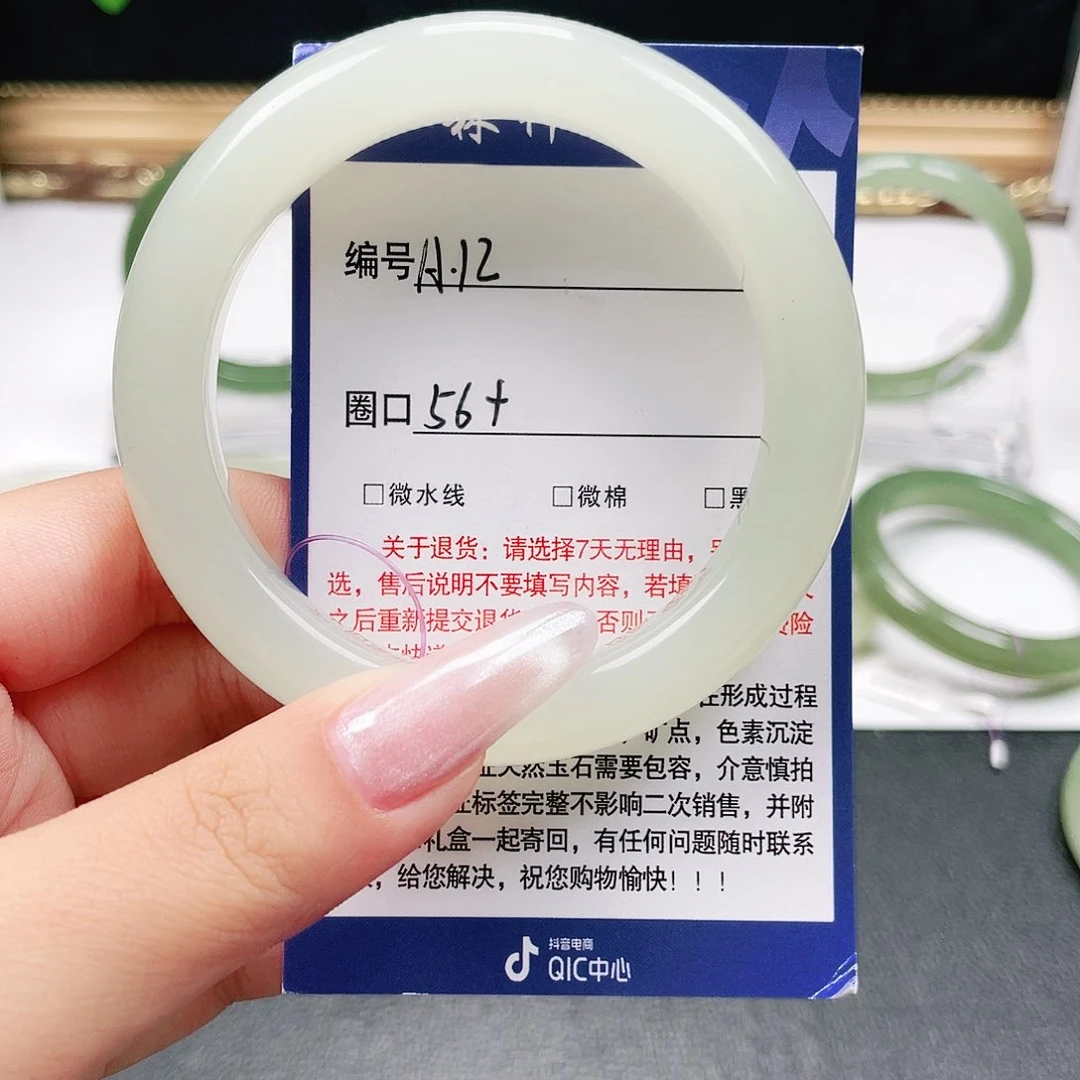 编号A.12
圈口 56+
□微水线 □微棉 □黑
关于退货：请选择7天无理由，
选，售后说明不要填写内容，若填
之后重新提交退货 否则 险
在形成过程
矿点，色素沉淀
天然玉石需要包容，介意慎拍
标签完整不影响二次销售，并附
礼盒一起寄回，有任何问题随时联系
，给您解决，祝您购物愉快！！！
抖音电商
QIC中心